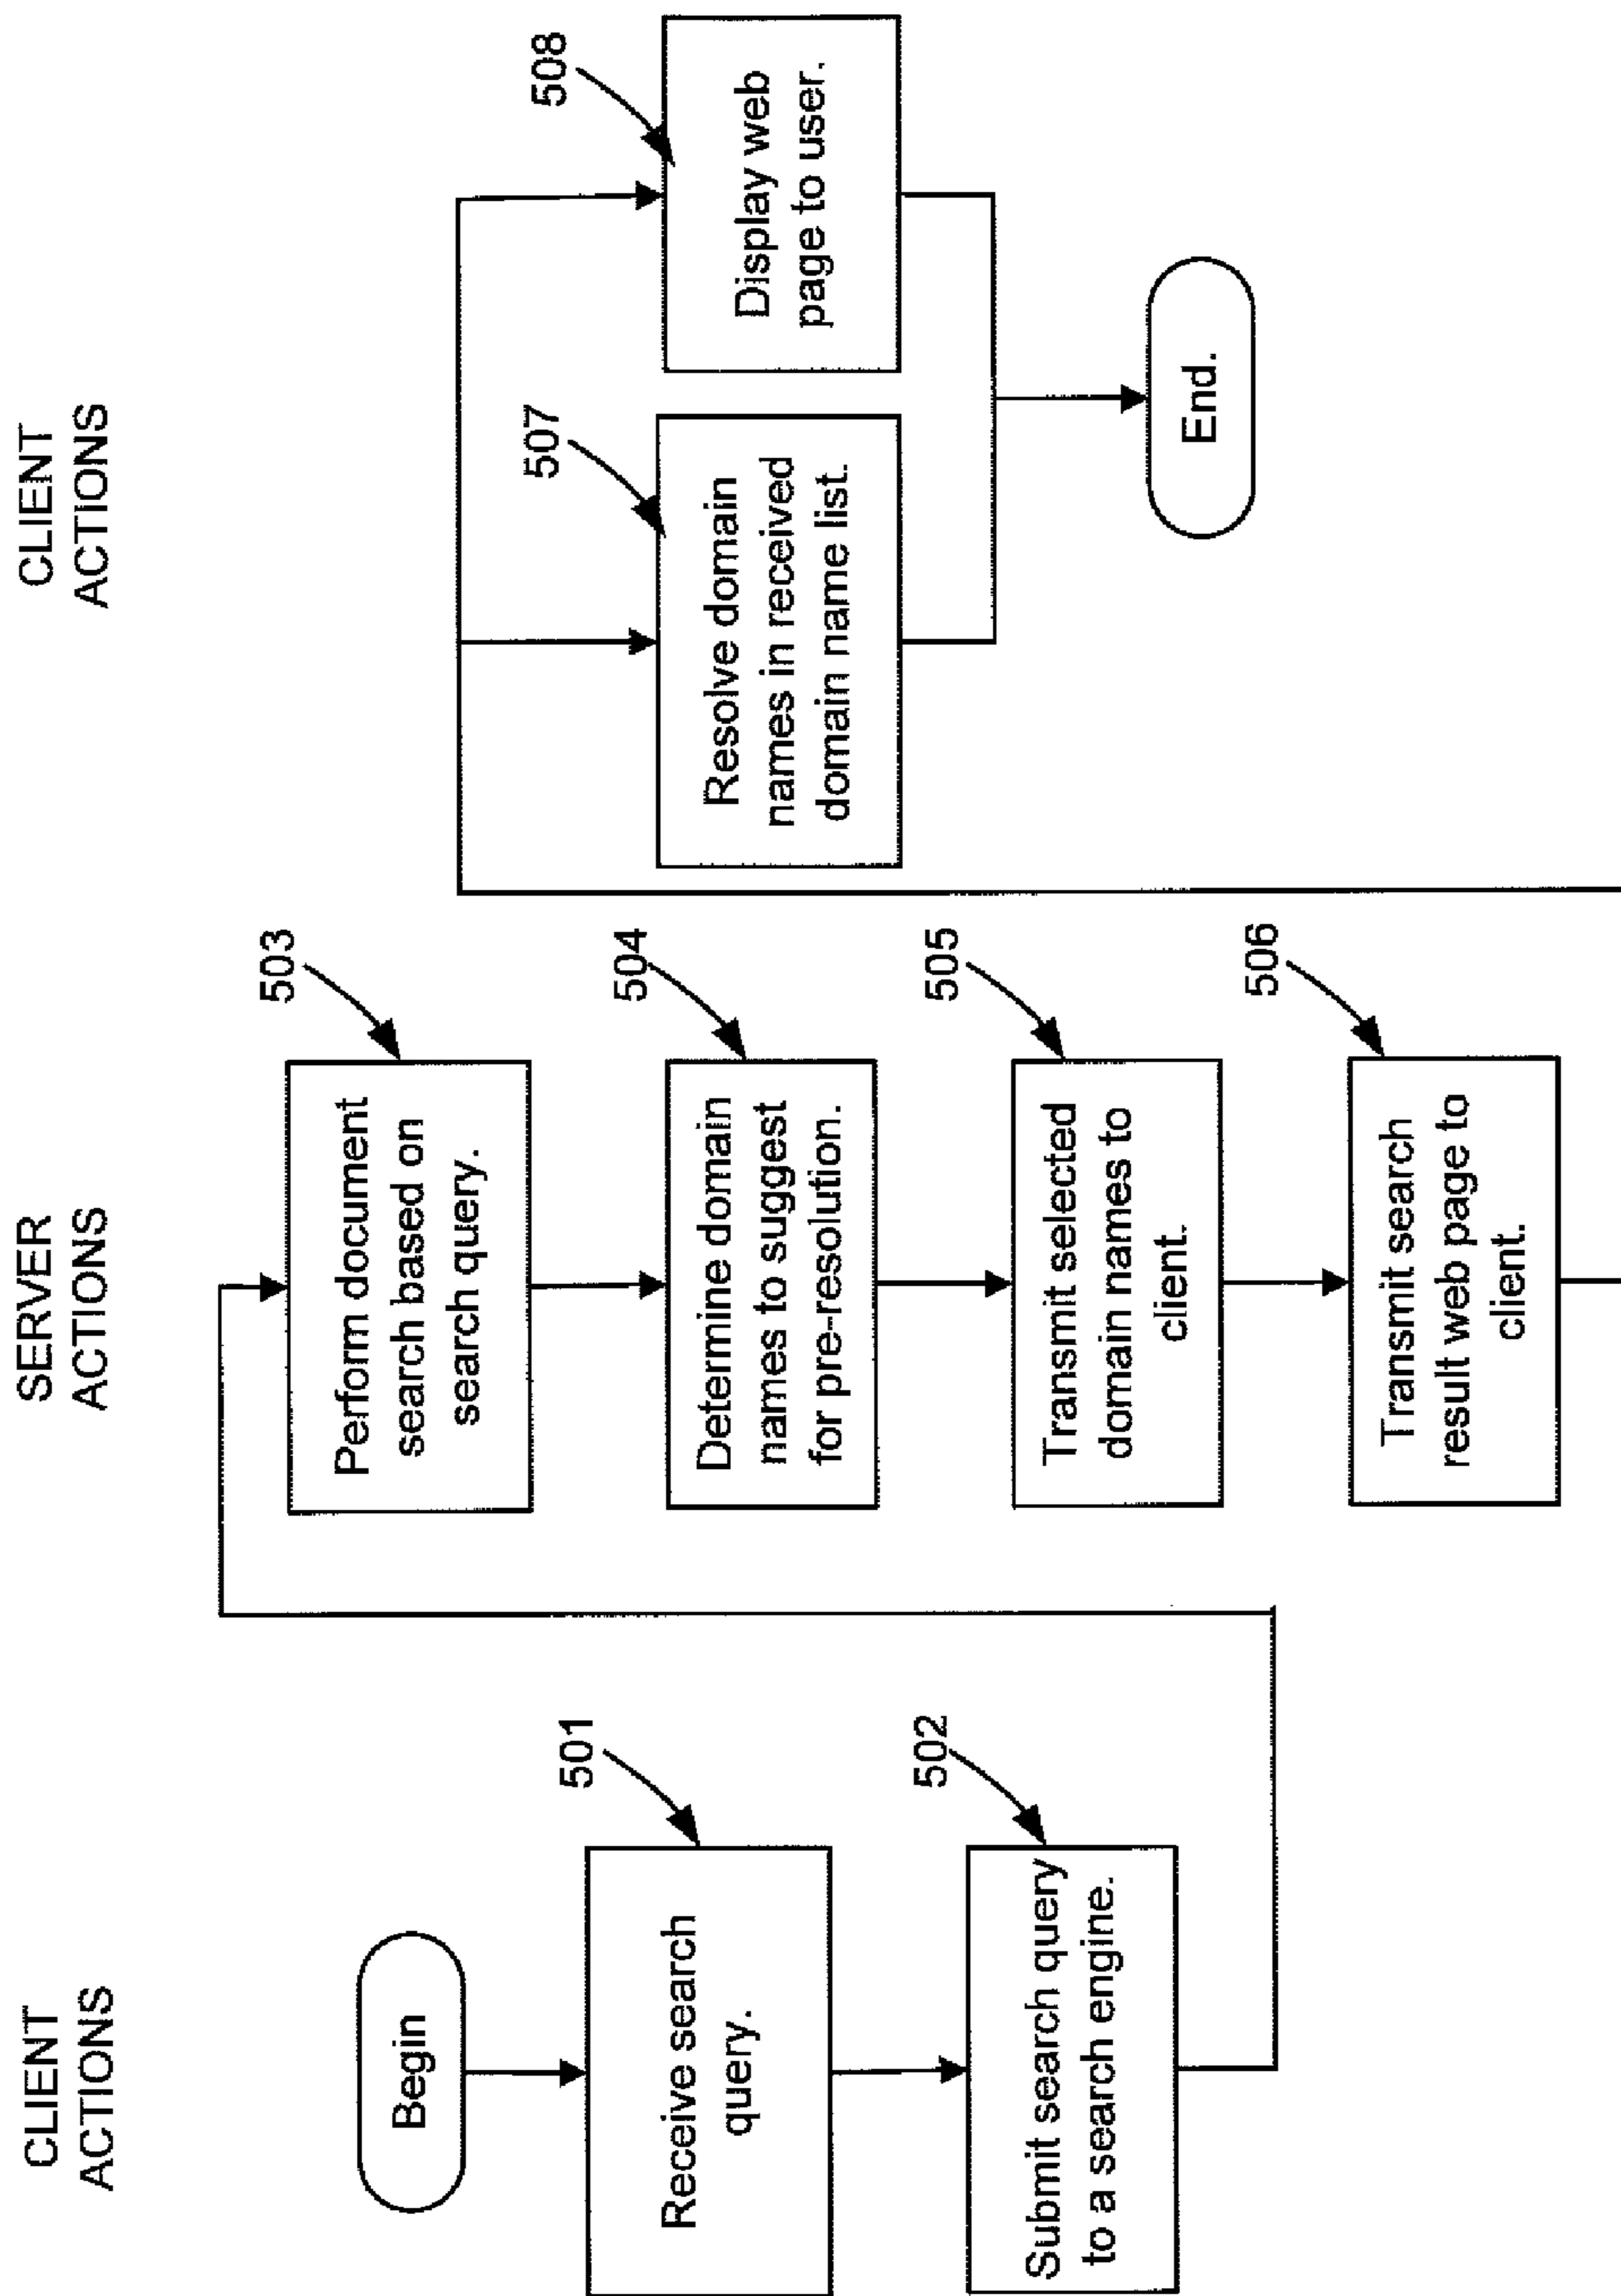 CLIENT
ACTIONS
Begin
501
Receive search
query.
502
Submit search query
to a search engine.
SERVER
ACTIONS
503
Perform document
search based on
search query.
504
Determine domain
names to suggest
for pre-resolution.
505
Transmit selected
domain names to
client.
506
Transmit search
result web page to
client.
CLIENT
ACTIONS
507
Resolve domain
names in received
domain name list.
508
Display web
page to user.
End.